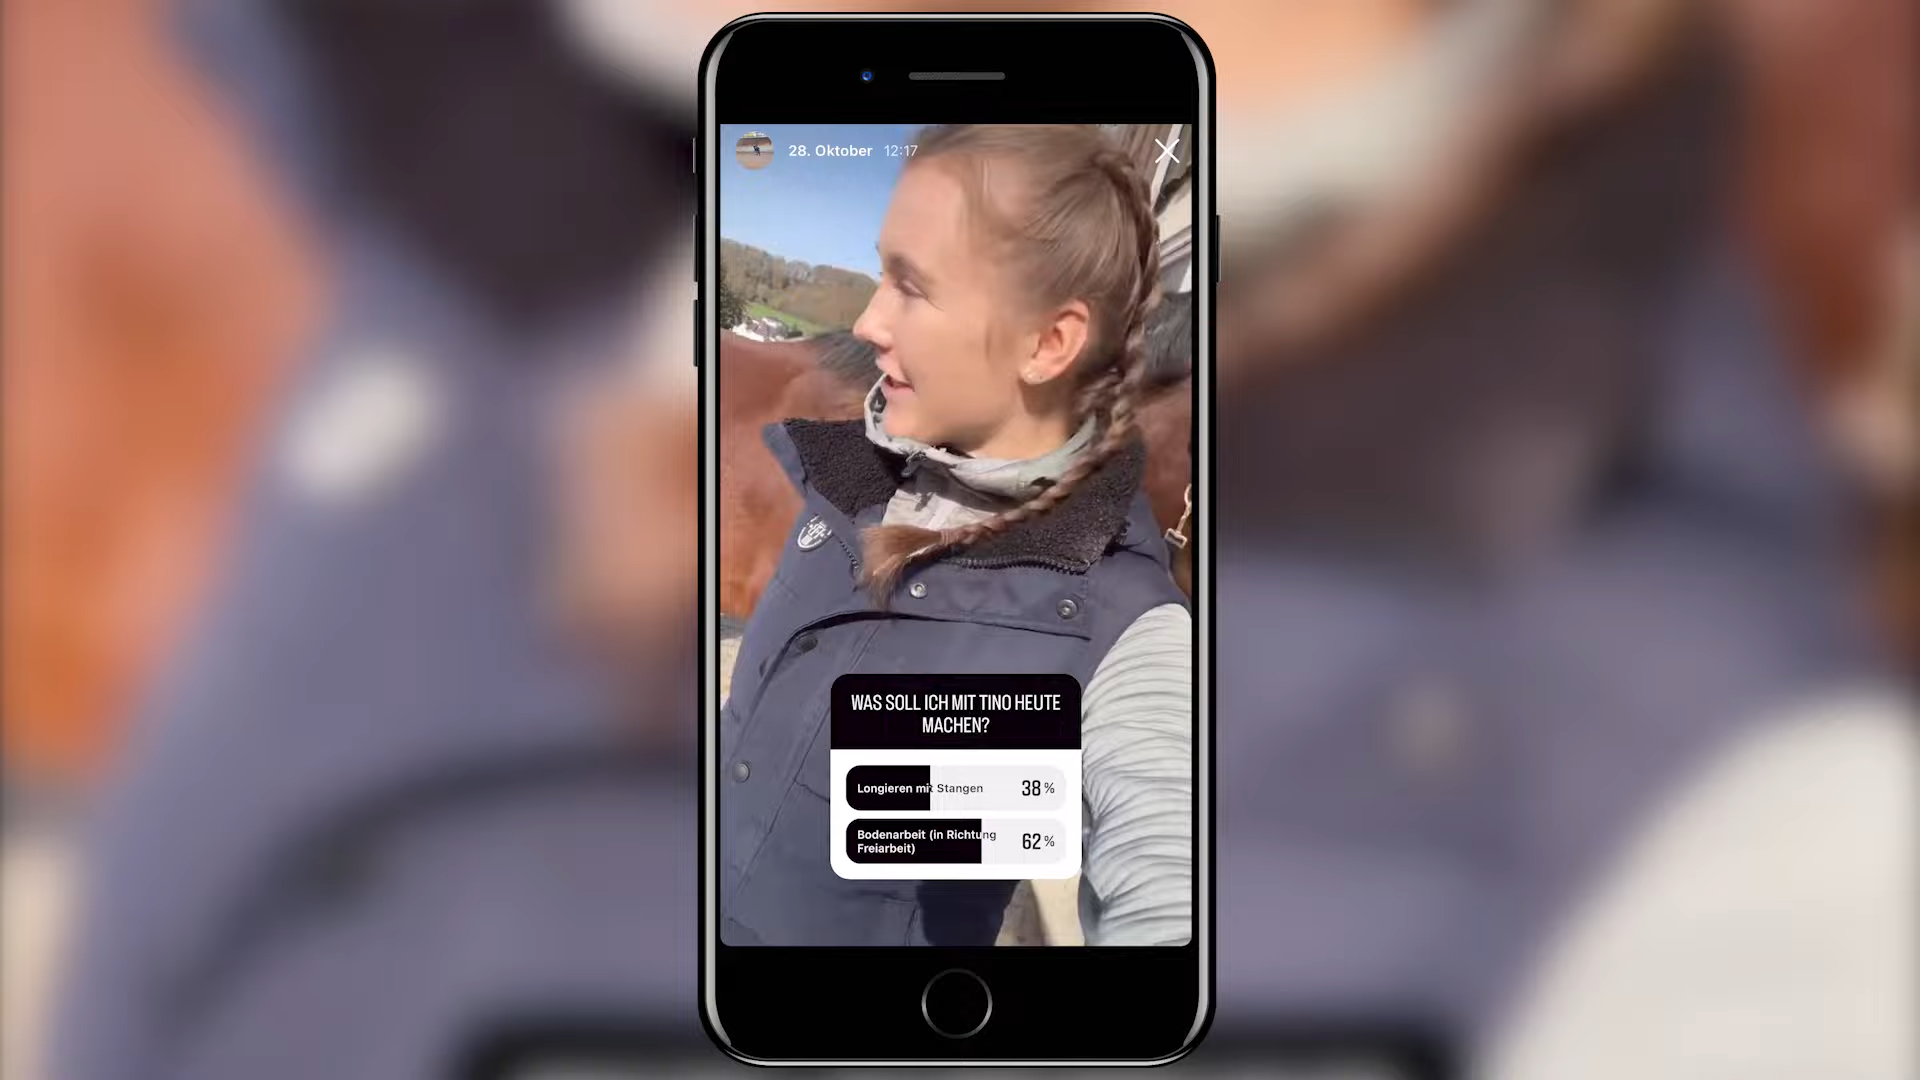 28. Oktober 12:17
WAS SOLL ICH MIT TINO HEUTE
MACHEN?
Longieren mit Stangen 38%
Bodenarbeit (in Richtung
Freiarbeit) 62%